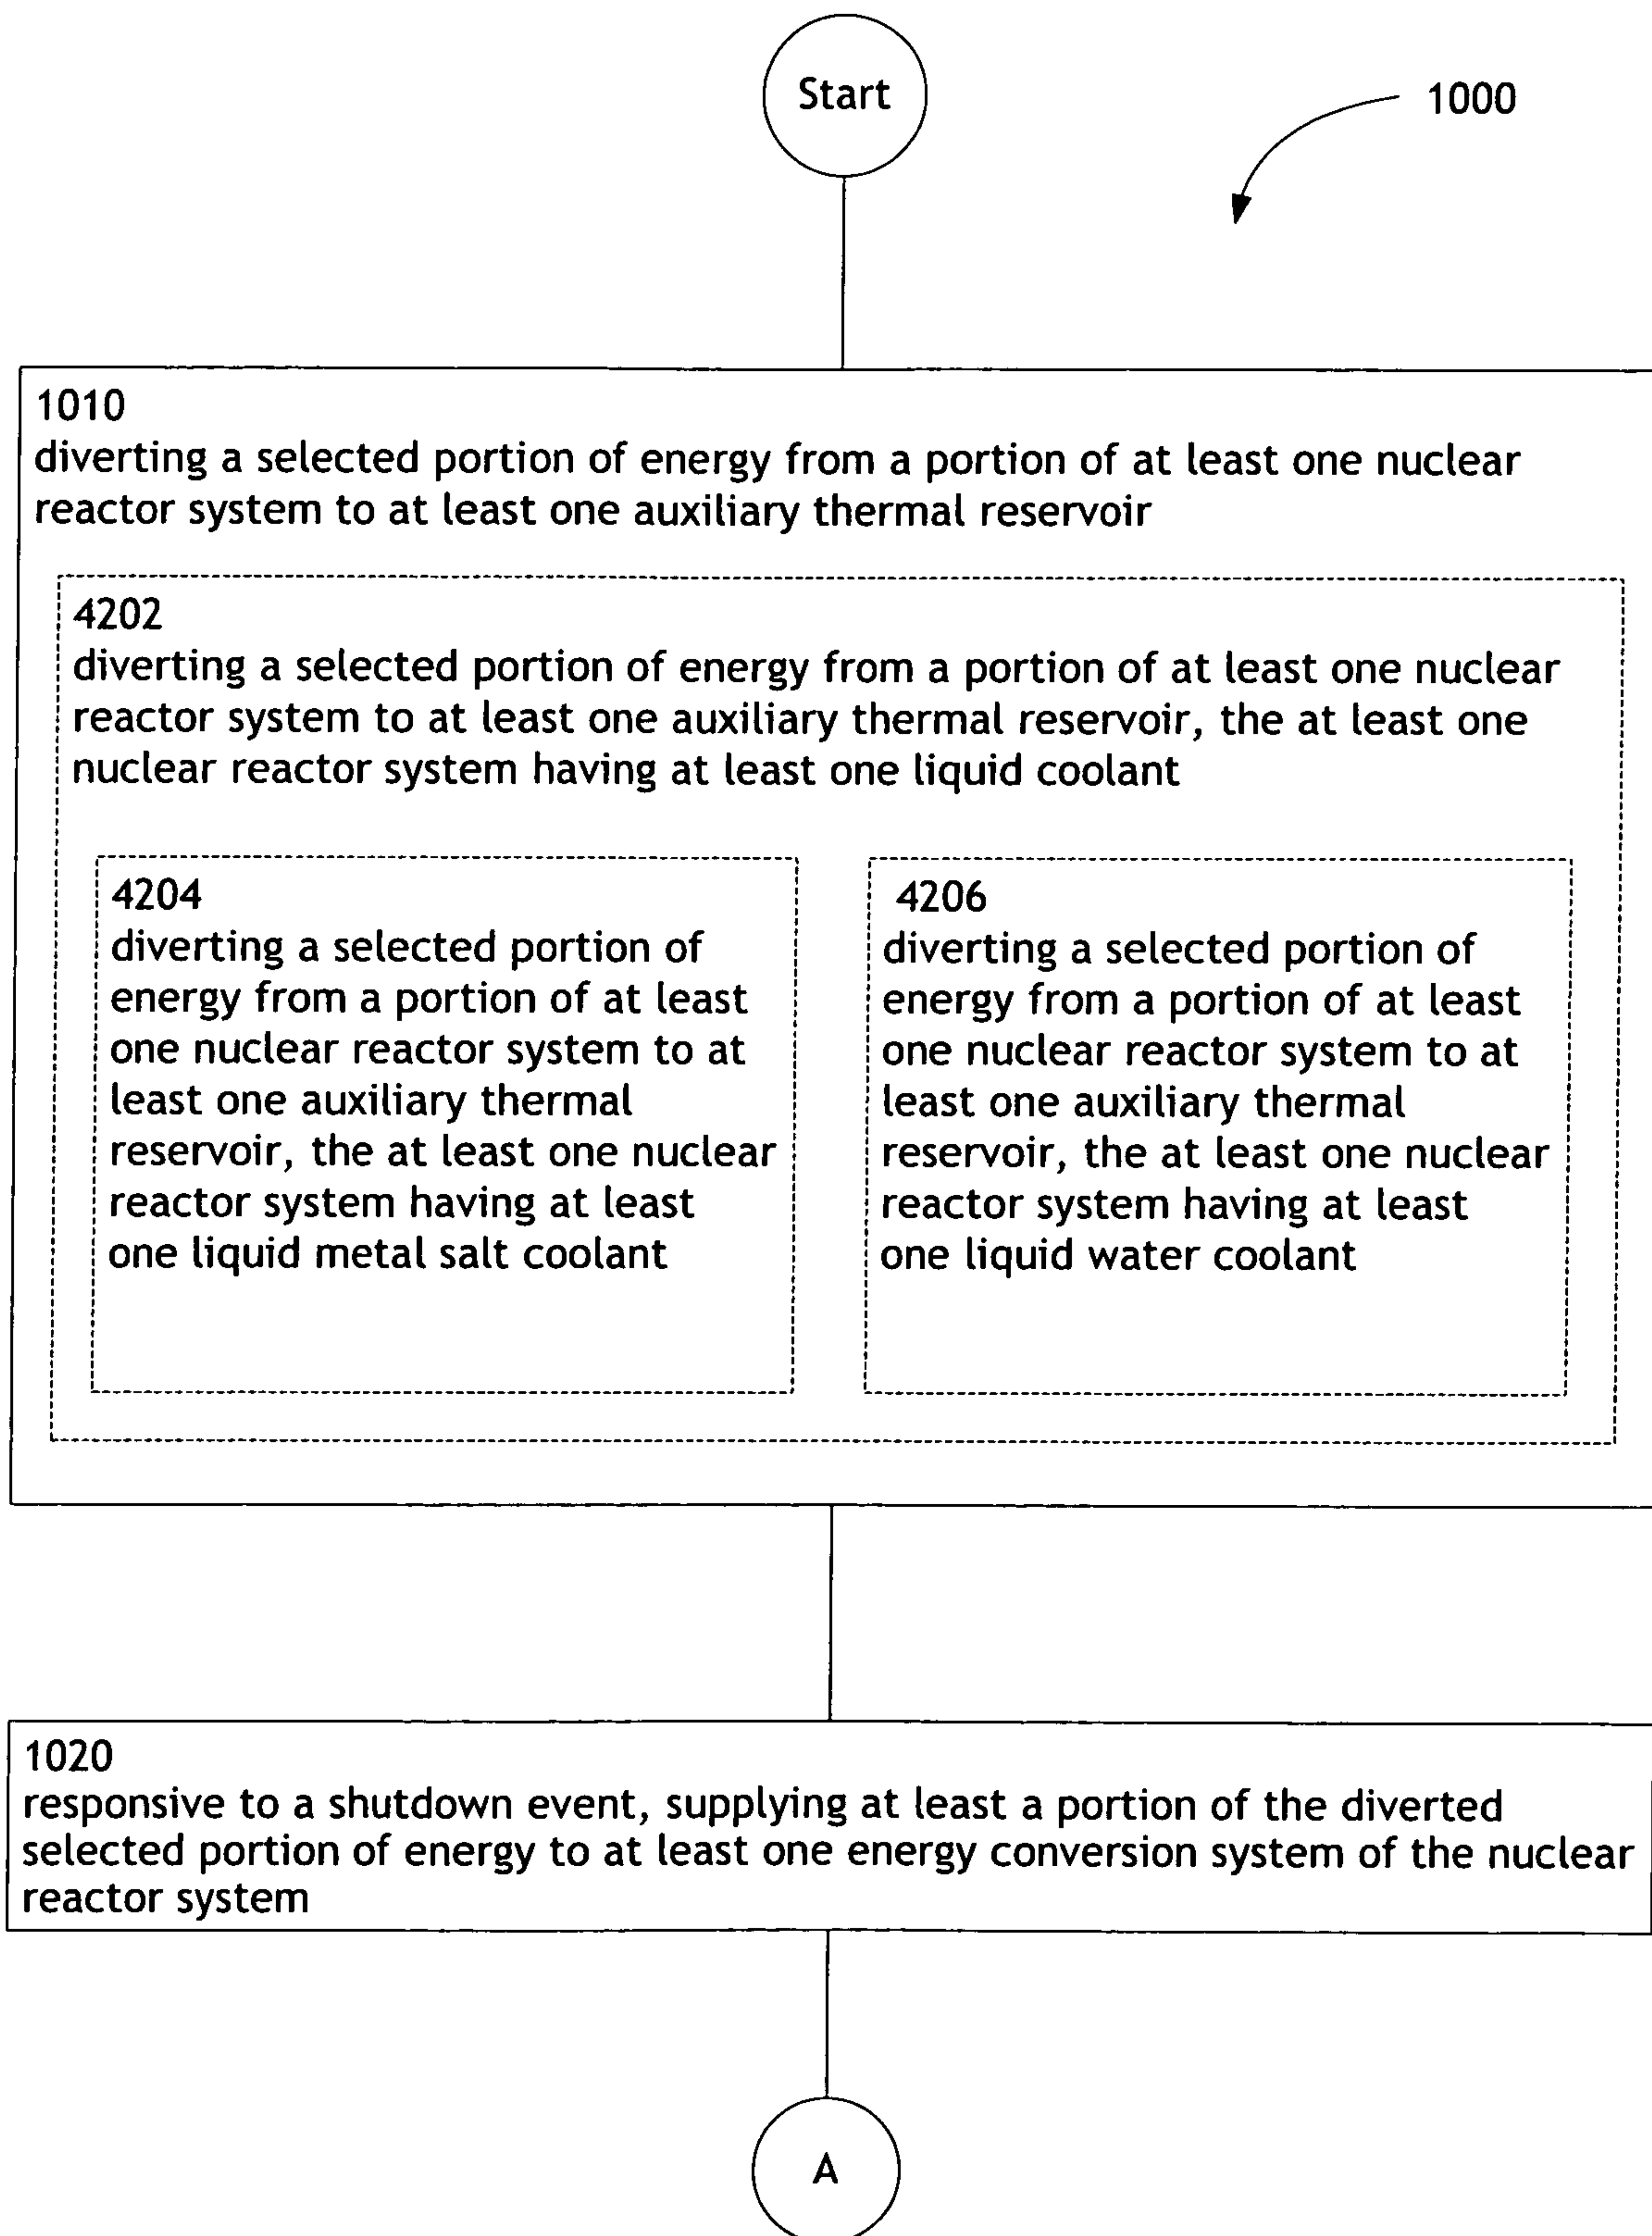 Start
1000
1010
diverting a selected portion of energy from a portion of at least one nuclear
reactor system to at least one auxiliary thermal reservoir
4202
diverting a selected portion of energy from a portion of at least one nuclear
reactor system to at least one auxiliary thermal reservoir, the at least one
nuclear reactor system having at least one liquid coolant
4204
diverting a selected portion of
energy from a portion of at least
one nuclear reactor system to at
least one auxiliary thermal
reservoir, the at least one nuclear
reactor system having at least
one liquid metal salt coolant
4206
diverting a selected portion of
energy from a portion of at least
one nuclear reactor system to at
least one auxiliary thermal
reservoir, the at least one nuclear
reactor system having at least
one liquid water coolant
1020
responsive to a shutdown event, supplying at least a portion of the diverted
selected portion of energy to at least one energy conversion system of the nuclear
reactor system
A